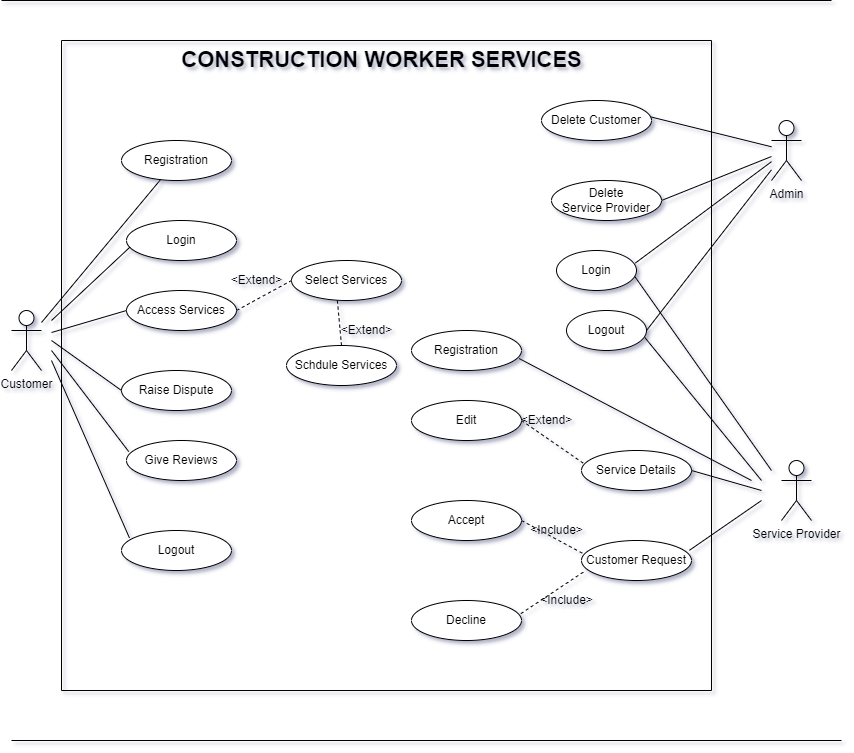 CONSTRUCTION WORKER SERVICES
Delete Customer
Admin
Registration
Delete
Service Provider
Login
Login
<Extend>
Select Services
Access Services
Customer
Logout
<Extend>
Schdule Services
Registration
Raise Dispute
Edit
<Extend>
Give Reviews
Service Details
Service Provider
Accept
<Include>
Logout
Customer Request
<Include>
Decline